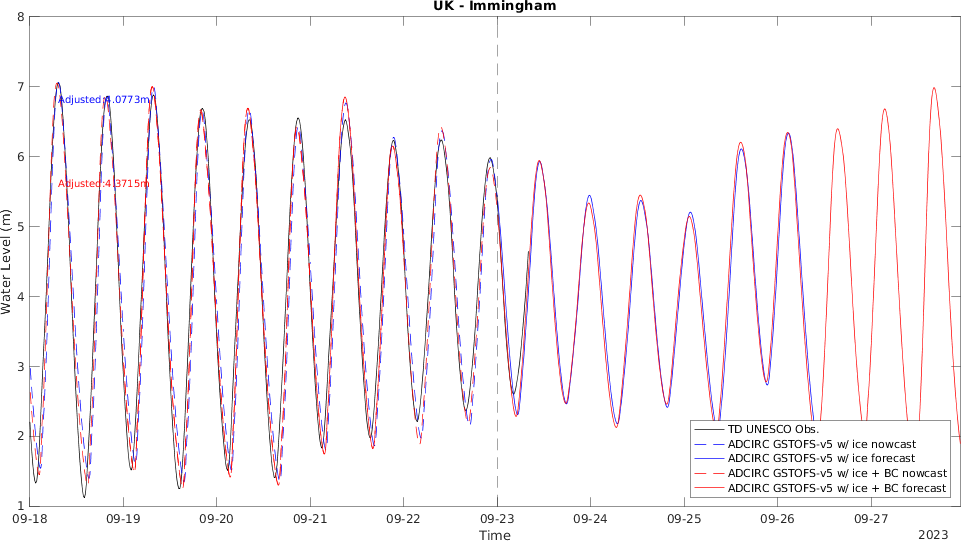 UK - Immingham
8
7
6
5
4
3
2
1
Water Level (m)
Adjusted:4.0773m
Adjusted:4.3715m
TD UNESCO Obs.
ADCIRC GSTOFS-v5 w/ ice nowcast
ADCIRC GSTOFS-v5 w/ ice forecast
ADCIRC GSTOFS-v5 w/ ice + BC nowcast
ADCIRC GSTOFS-v5 w/ ice + BC forecast
09-18 09-19 09-20 09-21 09-22 09-23 09-24 09-25 09-26 09-27
Time
2023